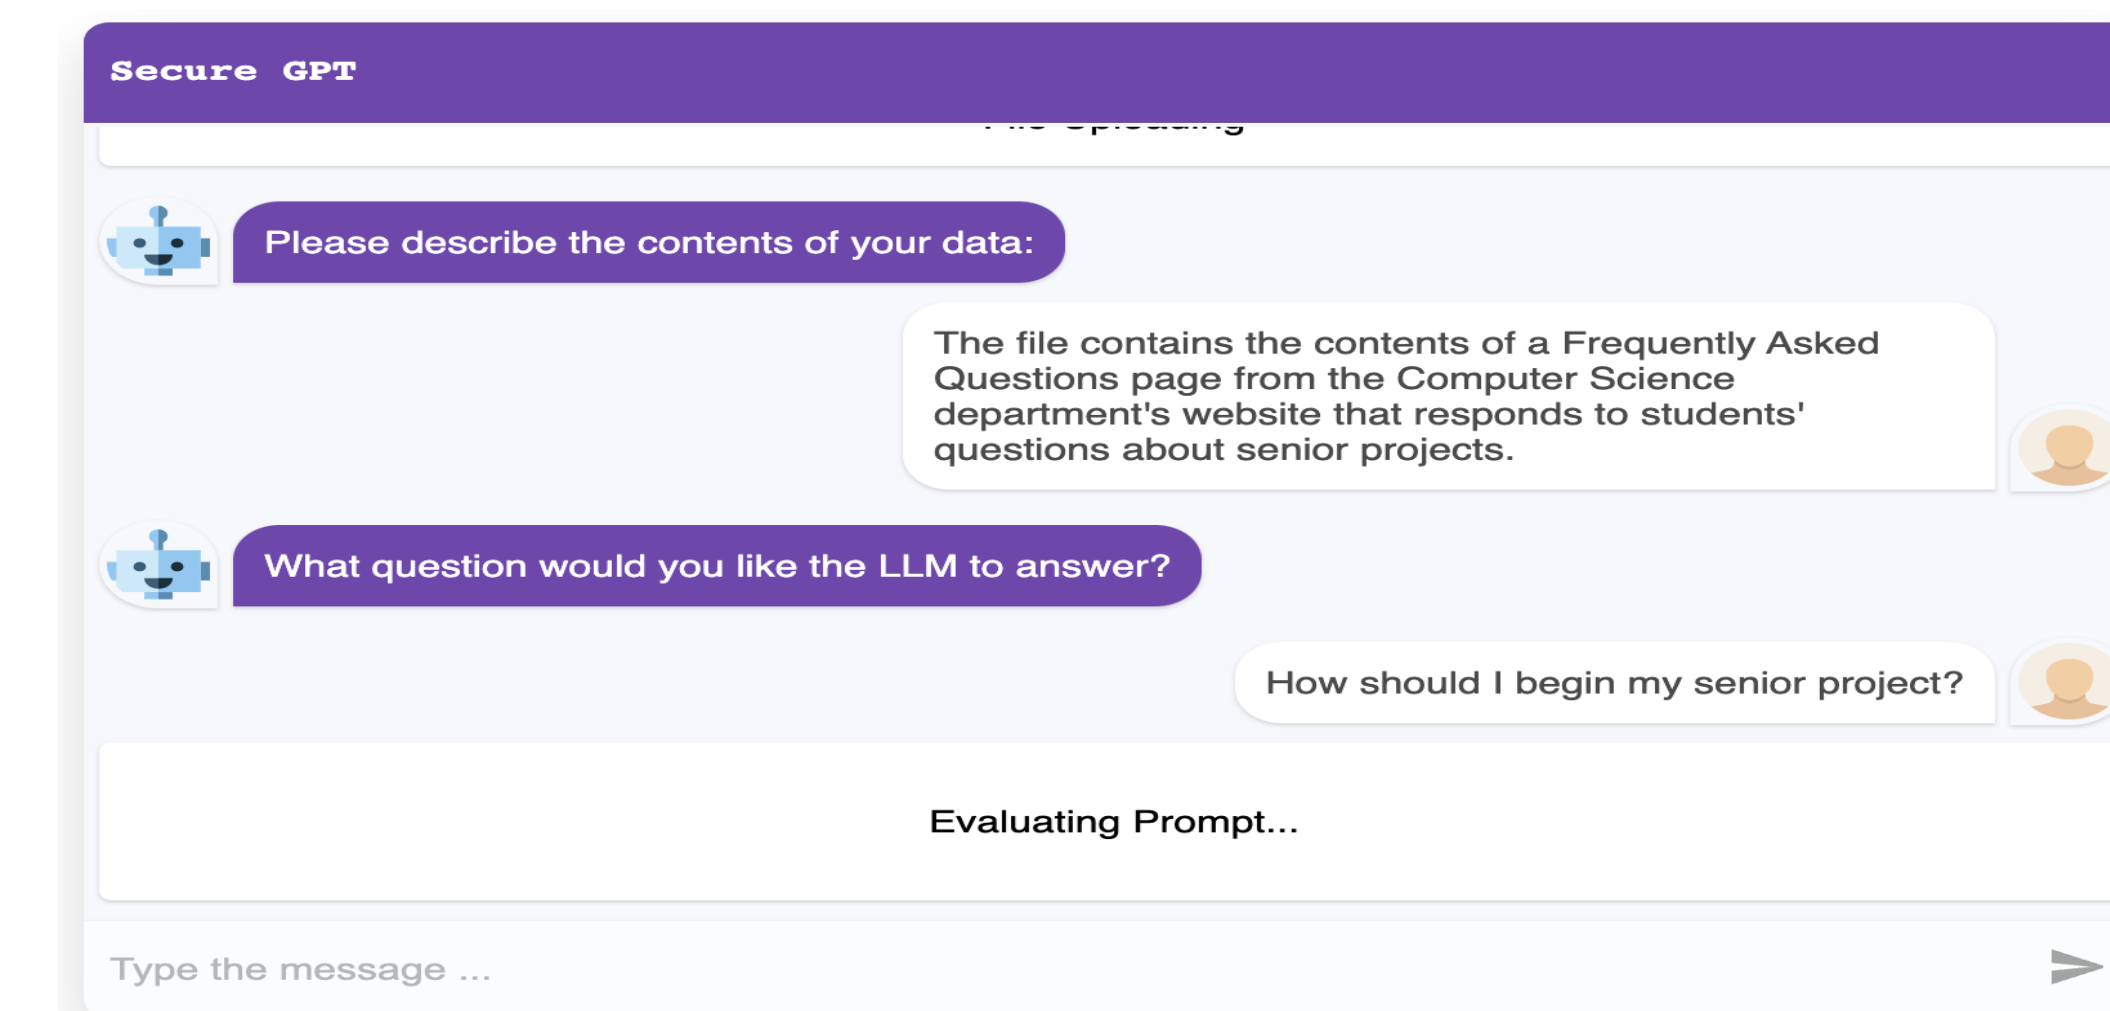 Secure GPT
File Uploading
Please describe the contents of your data:
The file contains the contents of a Frequently Asked
Questions page from the Computer Science
department's website that responds to students'
questions about senior projects.
What question would you like the LLM to answer?
How should I begin my senior project?
Evaluating Prompt...
Type the message ...